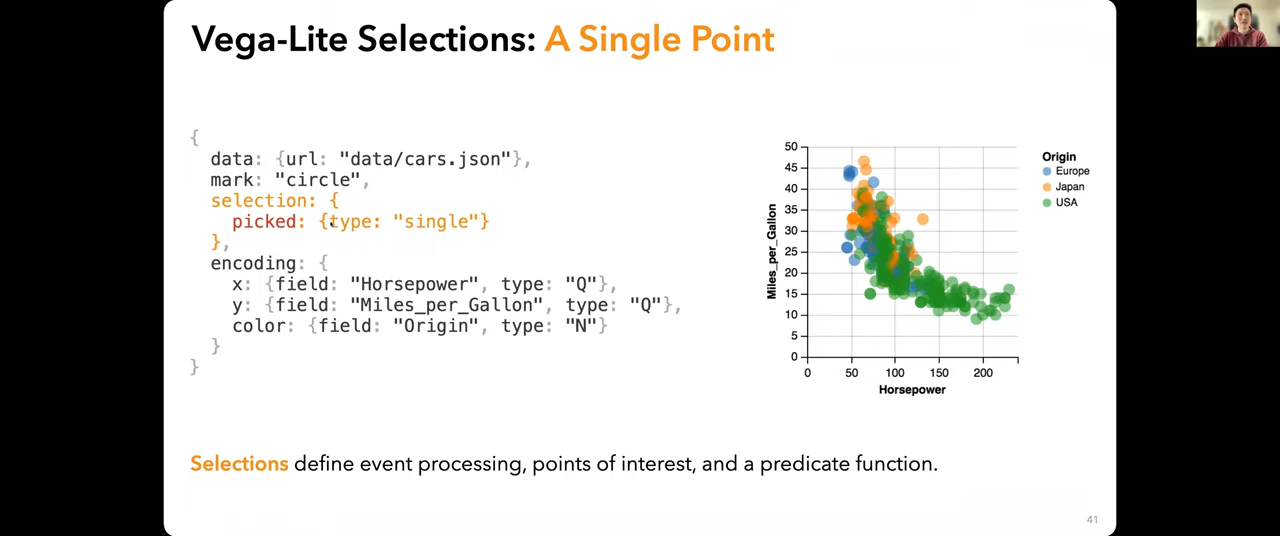 Vega-Lite Selections: A Single Point
{
data: {url: "data/cars.json"},
mark: "circle",
selection: {
picked: {type: "single"}
},
encoding: {
x: {field: "Horsepower", type: "Q"},
y: {field: "Miles_per_Gallon", type: "Q"},
color: {field: "Origin", type: "N"}
}
}
50
45
40
35
30
25
20
15
10
5
0
Miles_per_Gallon
0 50 100 150 200
Horsepower
Origin
Europe
Japan
USA
Selections define event processing, points of interest, and a predicate function.
41